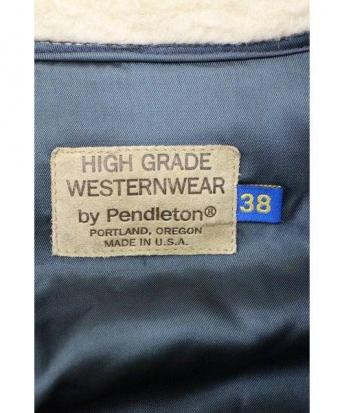 HIGH GRADE
WESTERNWEAR
by Pendleton®
PORTLAND, OREGON
MADE IN U.S.A.
38